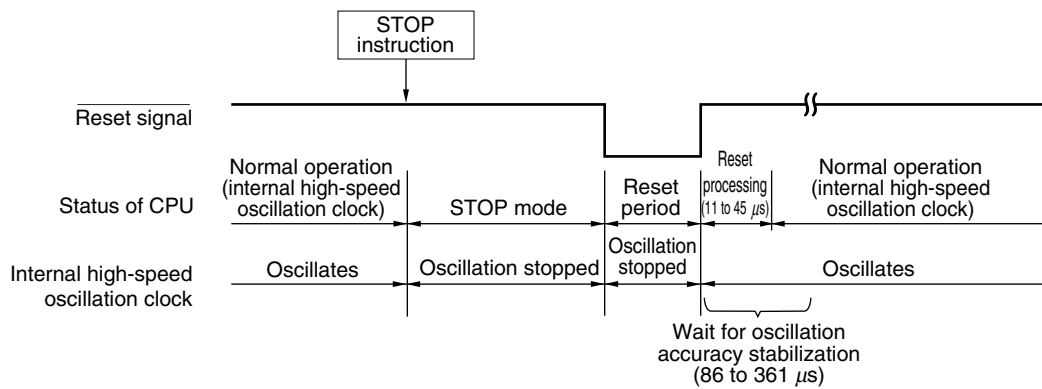 STOP
instruction
Reset signal
Normal operation
(internal high-speed
oscillation clock)
Status of CPU
STOP mode
Reset
period
Reset
processing
(11 to 45 μs)
Normal operation
(internal high-speed
oscillation clock)
Internal high-speed
oscillation clock
Oscillates
Oscillation stopped
Oscillation
stopped
Oscillates
Wait for oscillation
accuracy stabilization
(86 to 361 μs)